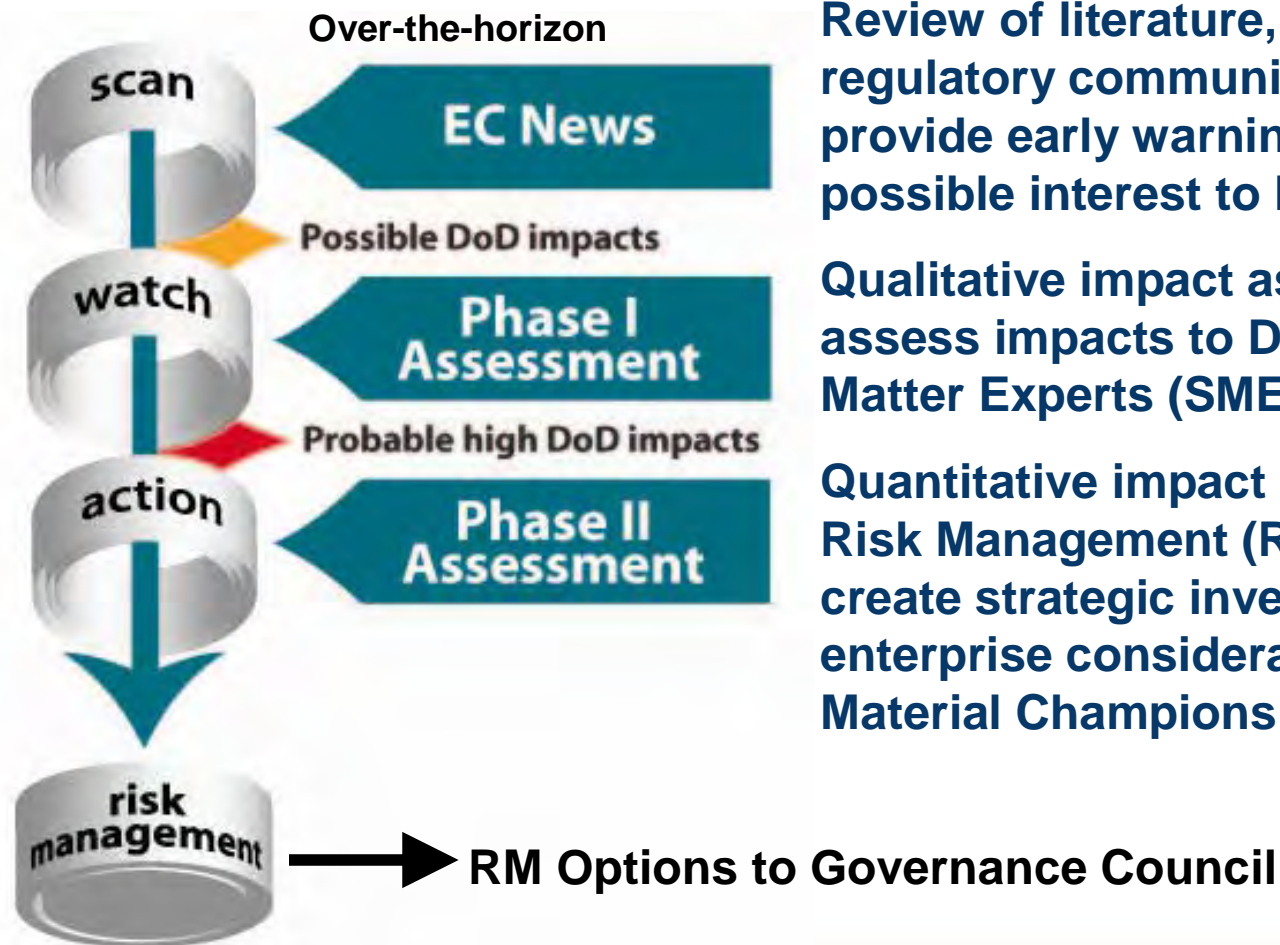 Over-the-horizon
scan
EC News
Possible DoD impacts
watch
Phase I
Assessment
Probable high DoD impacts
action
Phase II
Assessment
risk
management
RM Options to Governance Council
Review of literature,
regulatory communi
provide early warnin
possible interest to
Qualitative impact as
assess impacts to D
Matter Experts (SME
Quantitative impact
Risk Management (R
create strategic inve
enterprise considera
Material Champions